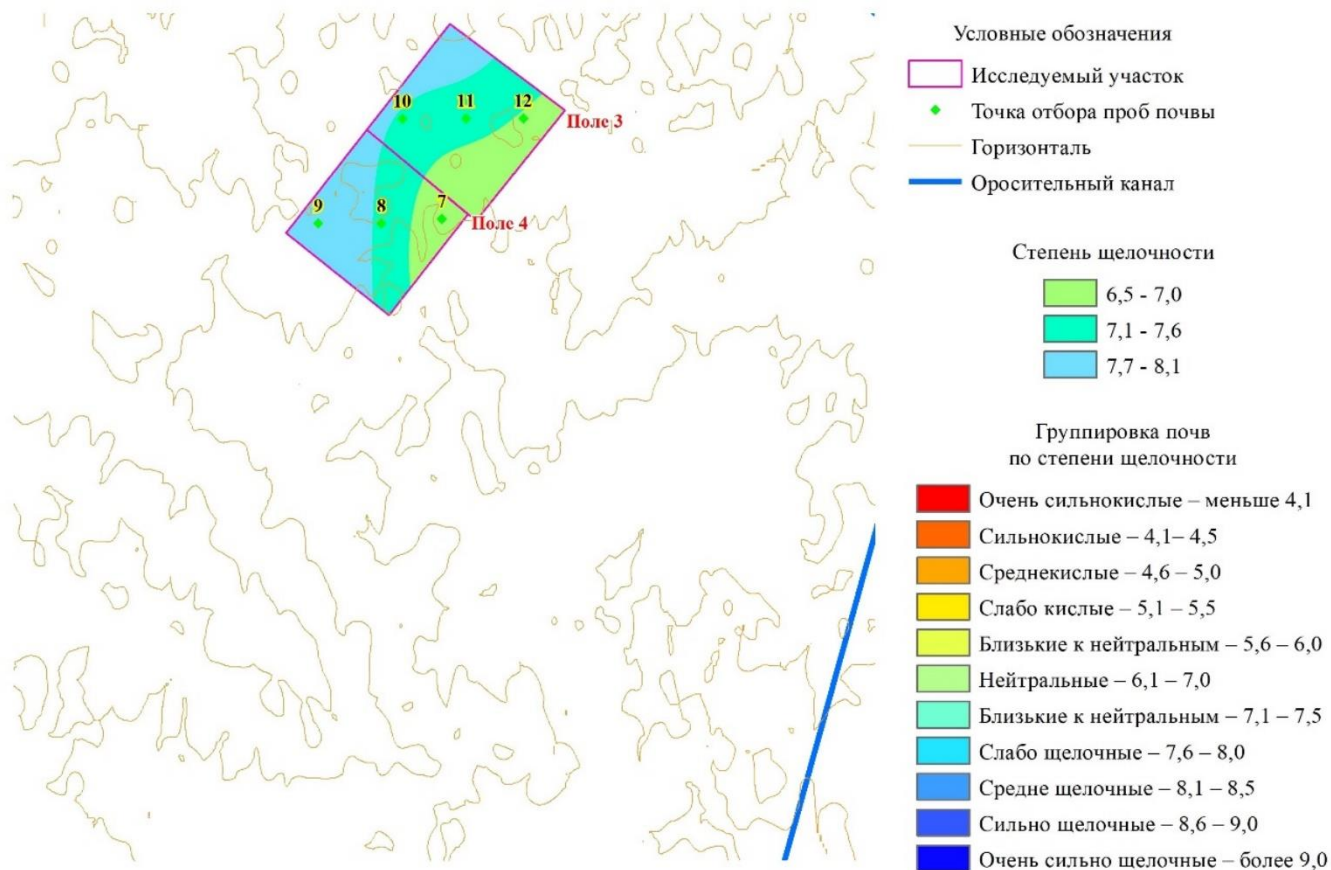 10
11
12
Поле 3
9
8
7
Поле 4
Условные обозначения
Исследуемый участок
Точка отбора проб почвы
Горизонталь
Оросительный канал
Степень щелочности
6,5 - 7,0
7,1 - 7,6
7,7 - 8,1
Группировка почв
по степени щелочности
Очень сильнокислые – меньше 4,1
Сильнокислые – 4,1– 4,5
Среднекислые – 4,6 – 5,0
Слабо кислые – 5,1 – 5,5
Близкие к нейтральным – 5,6 – 6,0
Нейтральные – 6,1 – 7,0
Близкие к нейтральным – 7,1 – 7,5
Слабо щелочные – 7,6 – 8,0
Средне щелочные – 8,1 – 8,5
Сильно щелочные – 8,6 – 9,0
Очень сильно щелочные – более 9,0